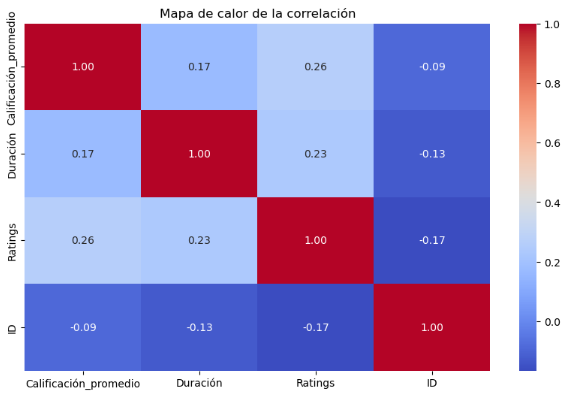 Mapa de calor de la correlación
Calificación_promedio
1.00 0.17 0.26 -0.09
Duración
0.17 1.00 0.23 -0.13
Ratings
0.26 0.23 1.00 -0.17
ID
-0.09 -0.13 -0.17 1.00
Calificación_promedio Duración Ratings ID
1.0
0.8
0.6
0.4
0.2
0.0